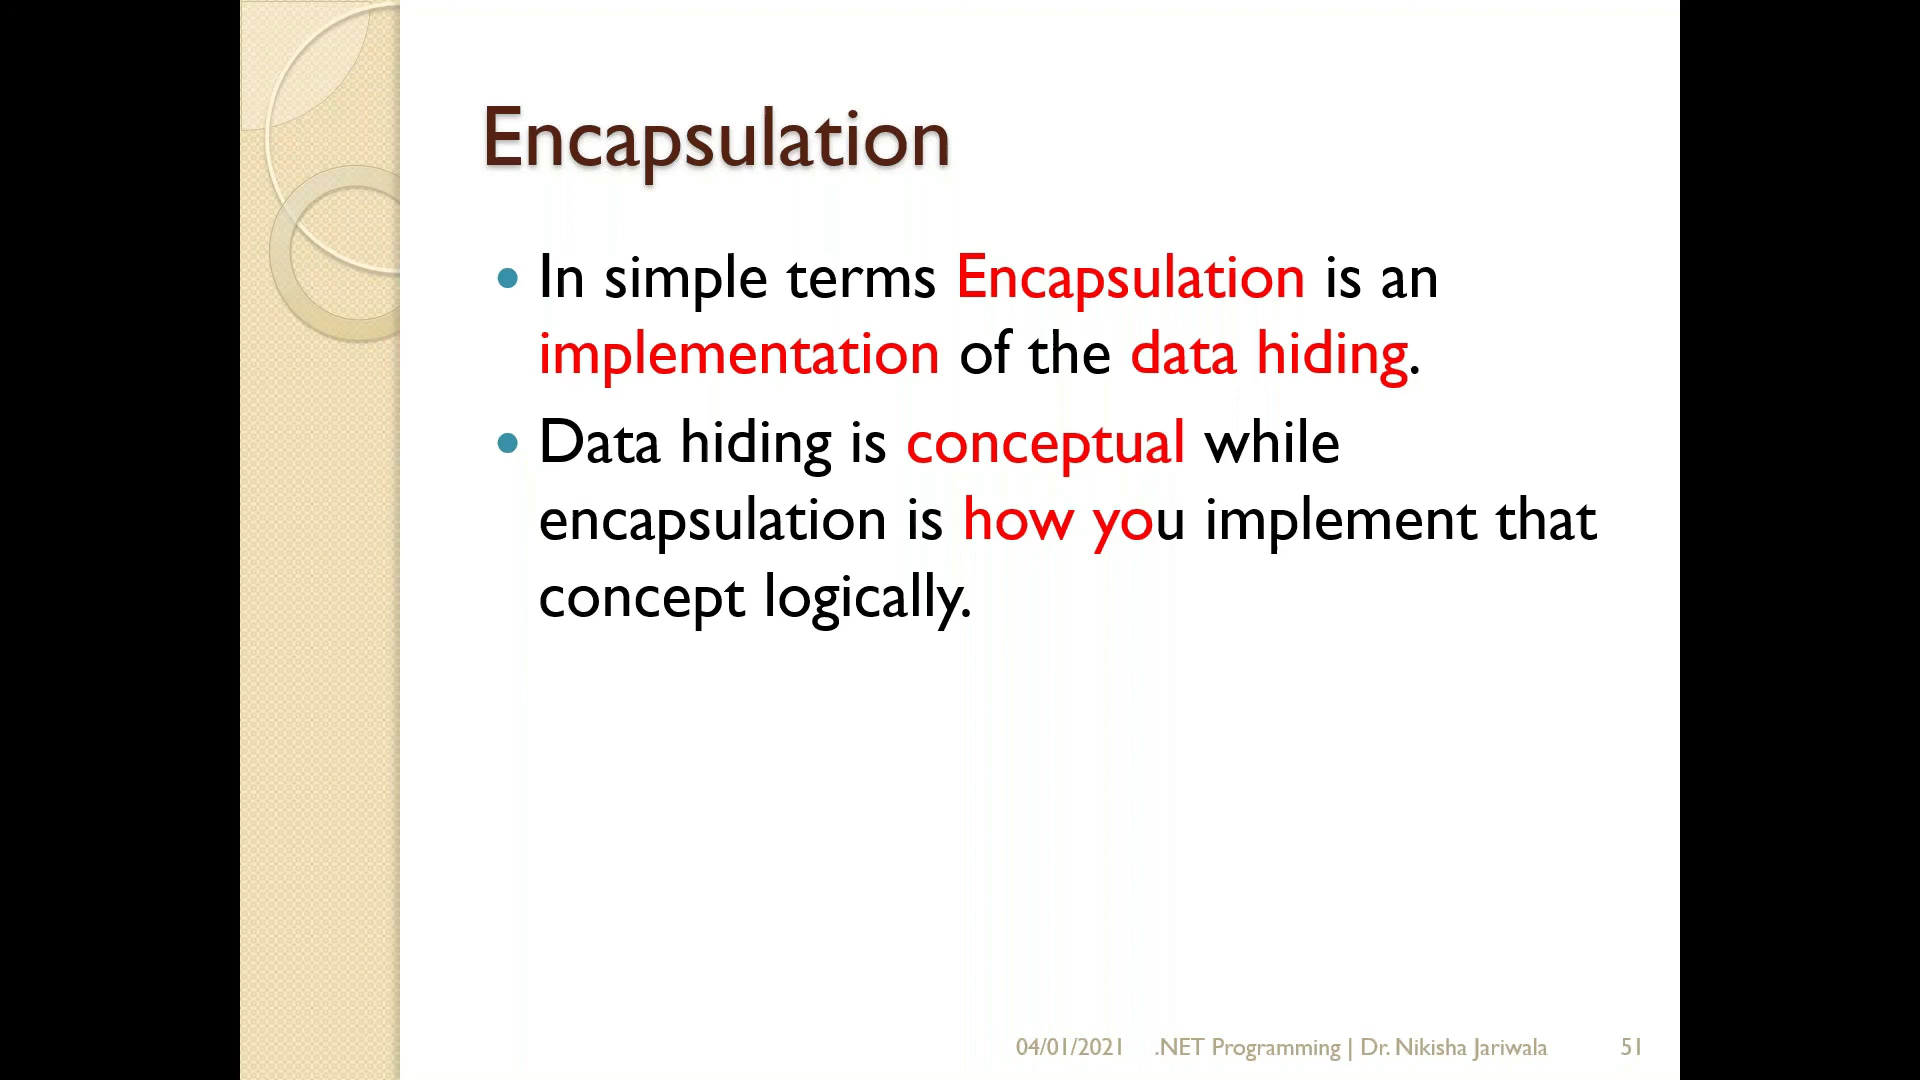 Encapsulation
• In simple terms Encapsulation is an
implementation of the data hiding.
• Data hiding is conceptual while
encapsulation is how you implement that
concept logically.
04/01/2021 .NET Programming | Dr. Nikisha Jariwala 51